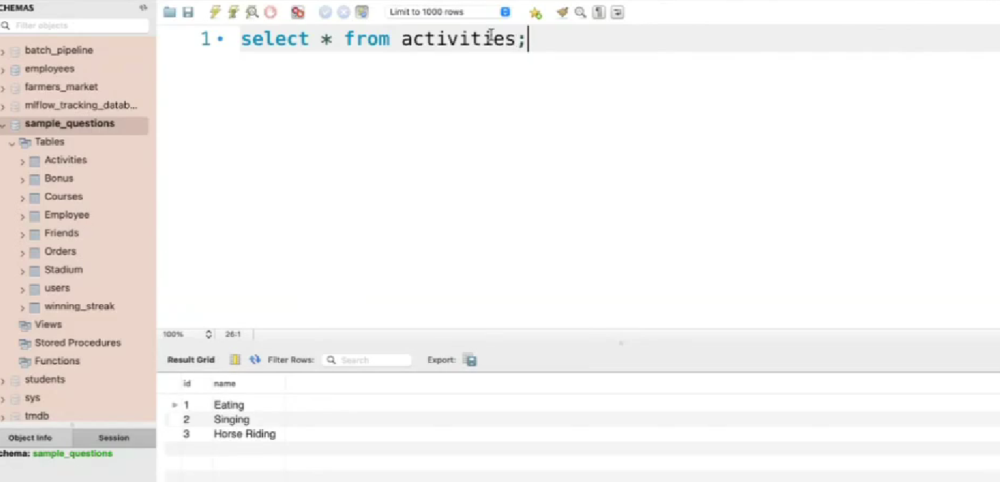 CHEMAS
Filter objects
batch_pipeline
employees
farmers_market
mlflow_tracking_datab...
sample_questions
Tables
Activities
Bonus
Courses
Employee
Friends
Orders
Stadium
users
winning_streak
Views
Stored Procedures
Functions
students
sys
tmdb
Object Info Session
chema: sample_questions
Limit to 1000 rows
1 select * from activities;
100% 26:1
Result Grid Filter Rows: Search Export:
id name
1 Eating
2 Singing
3 Horse Riding